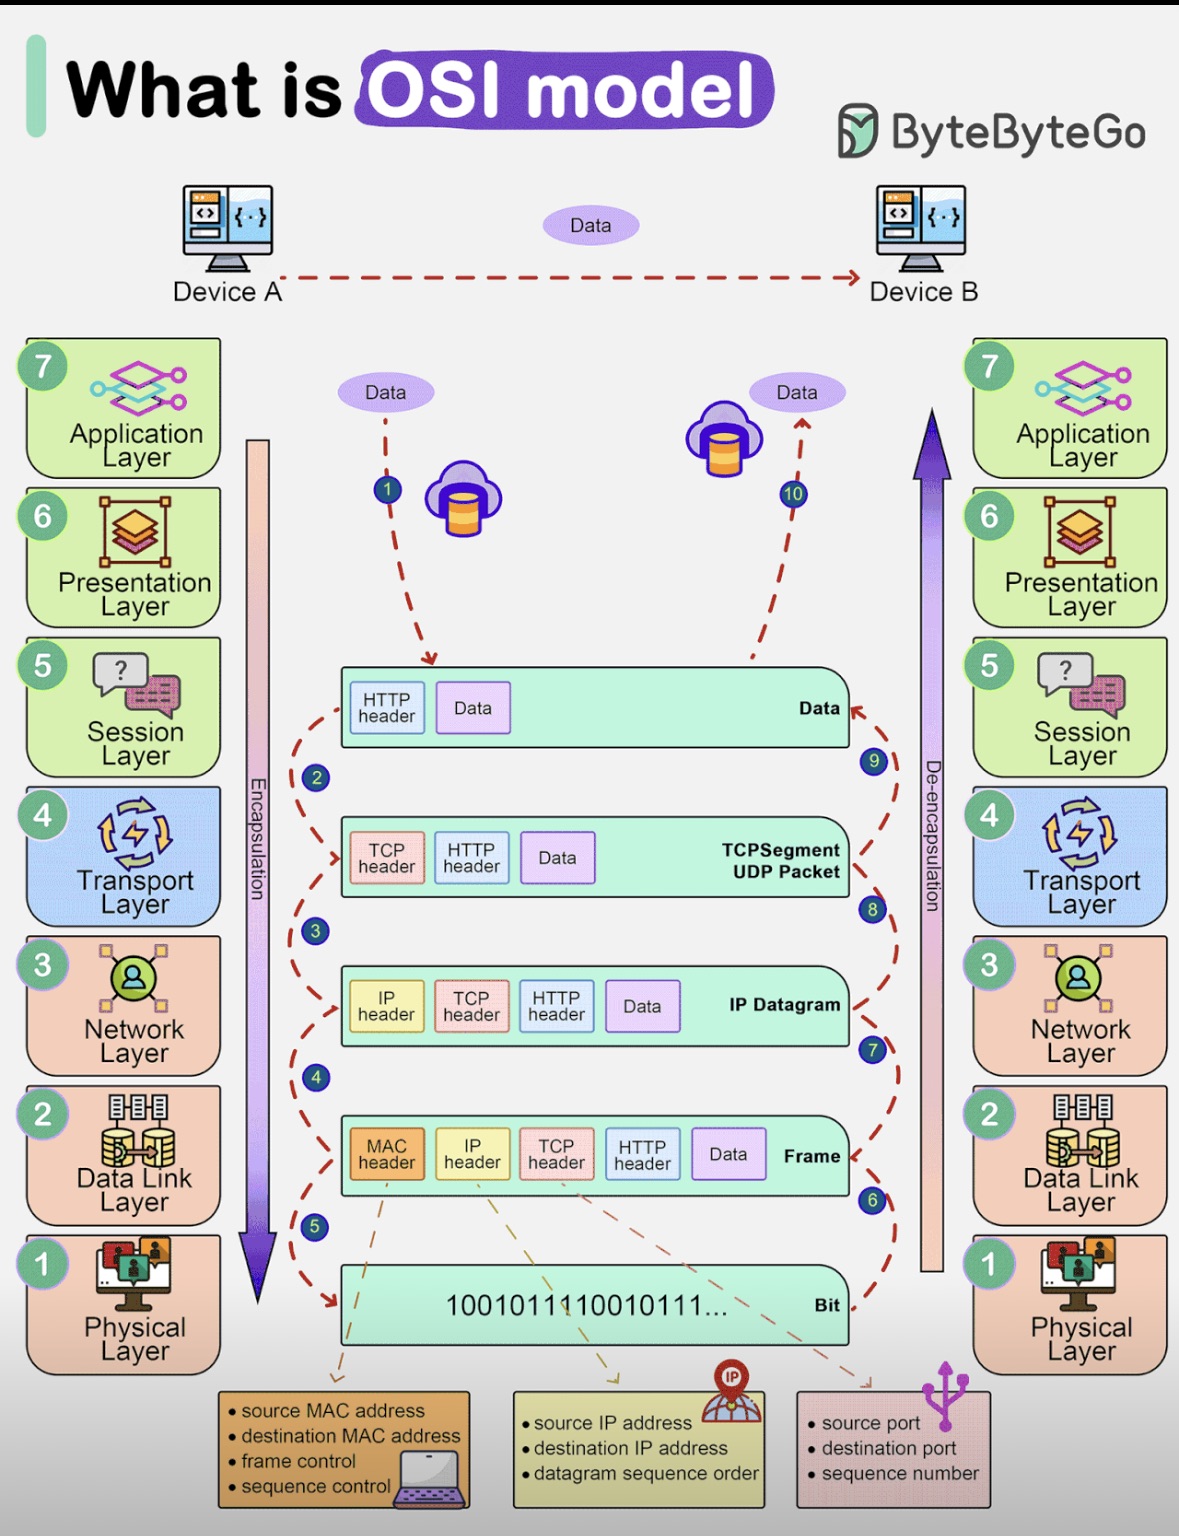 What is OSI model
ByteByteGo
Data
Device A
Device B
7
Application
Layer
6
Presentation
Layer
5
?
Session
Layer
4
Transport
Layer
3
Network
Layer
2
Data Link
Layer
1
Physical
Layer
Encapsulation
Data
1
Data
10
HTTP
header
Data
Data
2
9
TCP
header
HTTP
header
Data
TCPSegment
UDP Packet
3
8
IP
header
TCP
header
HTTP
header
Data
IP Datagram
4
7
MAC
header
IP
header
TCP
header
HTTP
header
Data
Frame
5
6
1001011110010111...
Bit
De-encapsulation
7
Application
Layer
6
Presentation
Layer
5
?
Session
Layer
4
Transport
Layer
3
Network
Layer
2
Data Link
Layer
1
Physical
Layer
• source MAC address
• destination MAC address
• frame control
• sequence control
IP
• source IP address
• destination IP address
• datagram sequence order
• source port
• destination port
• sequence number